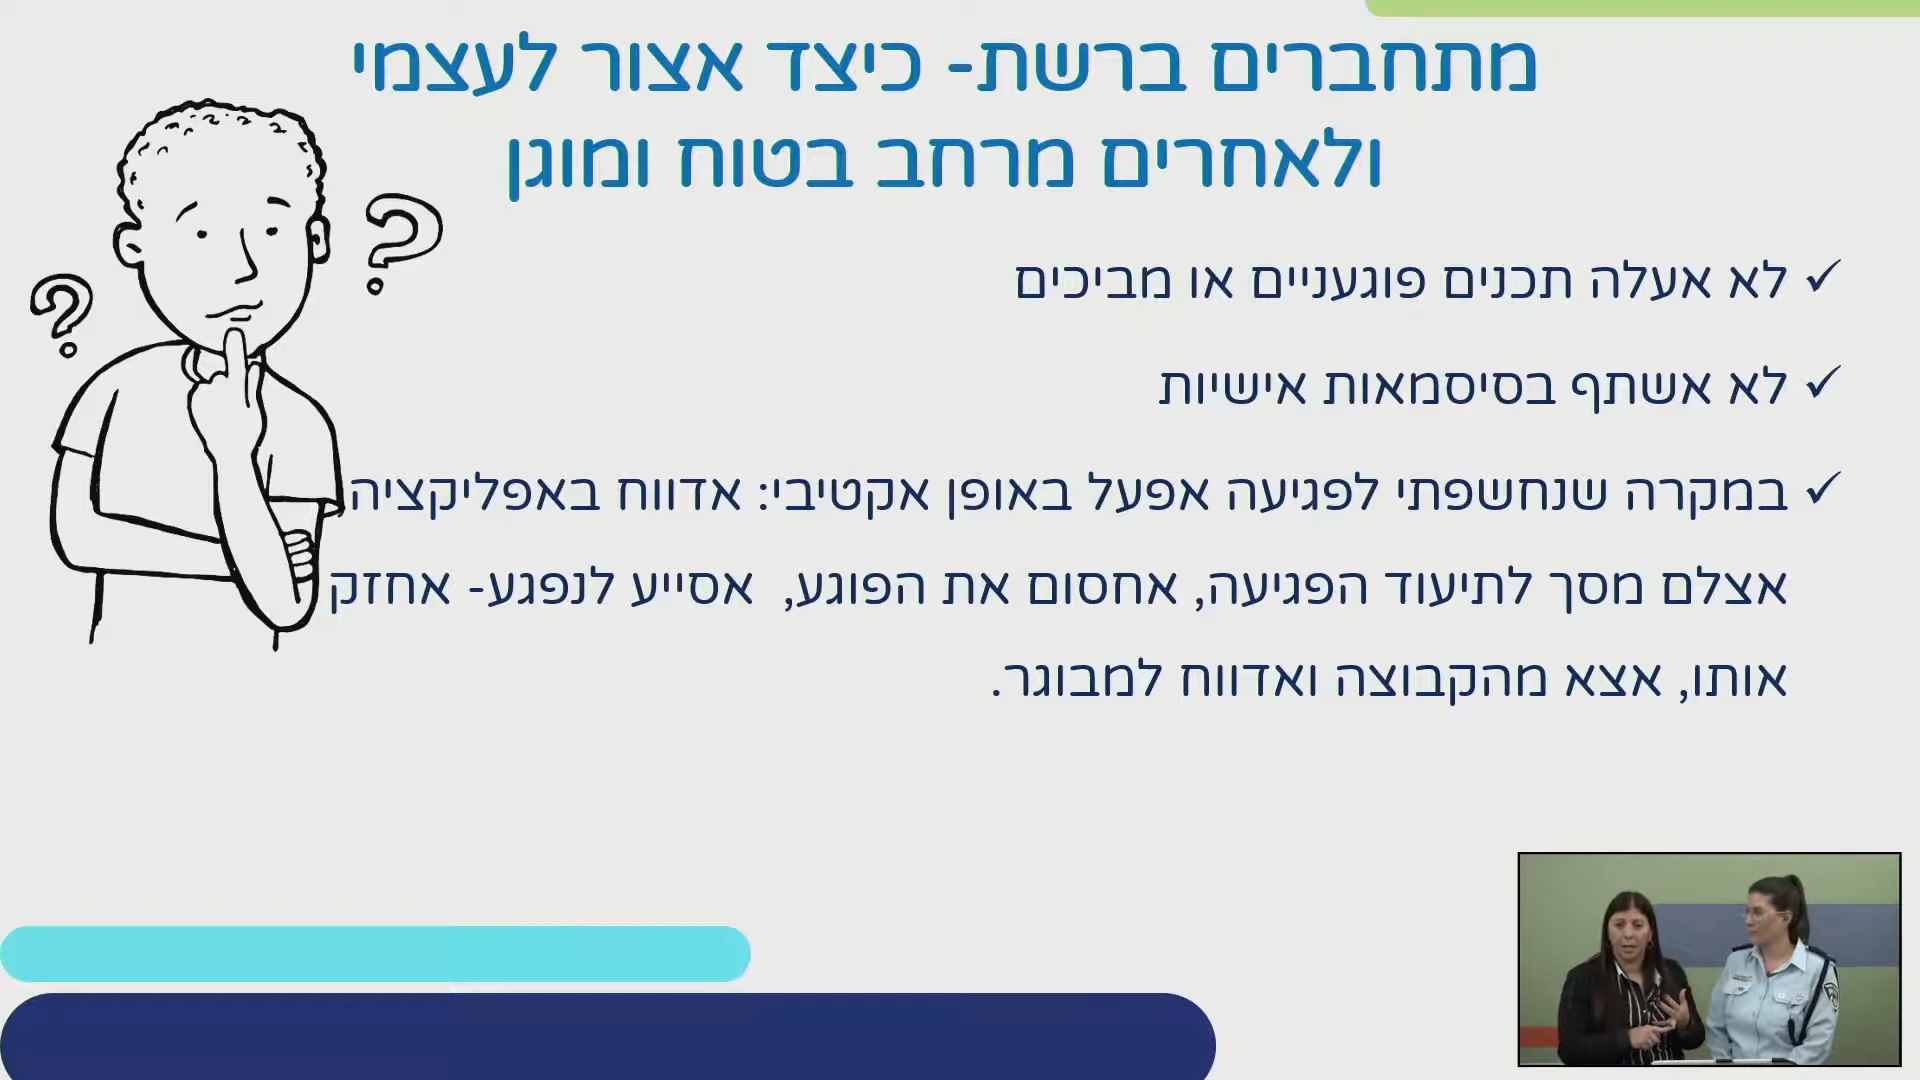 מתחברים ברשת- כיצד אצור לעצמי
ולאחרים מרחב בטוח ומוגן
✓ לא אעלה תכנים פוגעניים או מביכים
✓ לא אשתף בסיסמאות אישיות
✓ במקרה שנחשפתי לפגיעה אפעל באופן אקטיבי: אדווח באפליקציה,
אצלם מסך לתיעוד הפגיעה, אחסום את הפוגע, אסייע לנפגע- אחזק
אותו, אצא מהקבוצה ואדווח למבוגר.
? ?